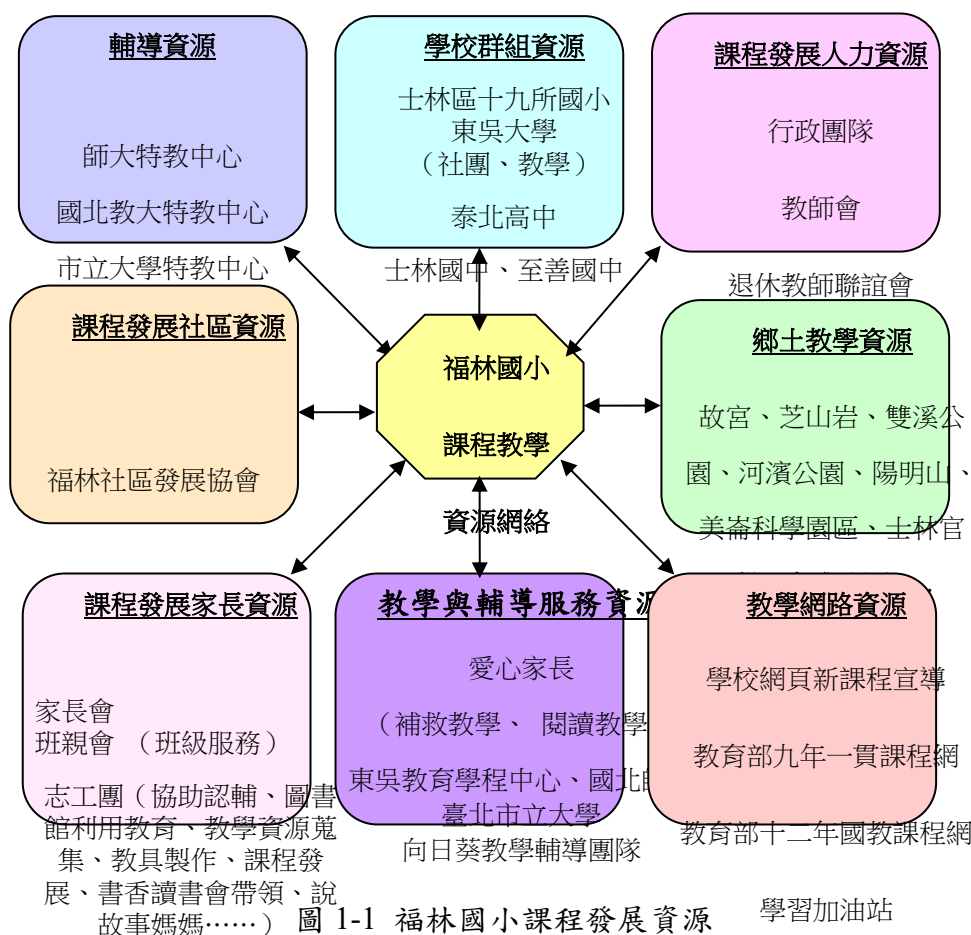 輔導資源
師大特教中心
國北教大特教中心
市立大學特教中心
學校群組資源
士林區十九所國小
東吳大學
（社團、教學）
泰北高中
士林國中、至善國中
課程發展人力資源
行政團隊
教師會
退休教師聯誼會
課程發展社區資源
福林社區發展協會
福林國小
課程教學
資源網絡
鄉土教學資源
故宮、芝山岩、雙溪公
園、河濱公園、陽明山、
美崙科學園區、士林官
課程發展家長資源
家長會
班親會 （班級服務）
志工團（協助認輔、圖書
館利用教育、教學資源蒐
集、教具製作、課程發
展、書香讀書會帶領、說
故事媽媽……）
教學與輔導服務資源
愛心家長
（補救教學、 閱讀教學
東吳教育學程中心、國北
臺北市立大學
向日葵教學輔導團隊
教學網路資源
學校網頁新課程宣導
教育部九年一貫課程網
教育部十二年國教課程網
學習加油站
圖 1-1 福林國小課程發展資源